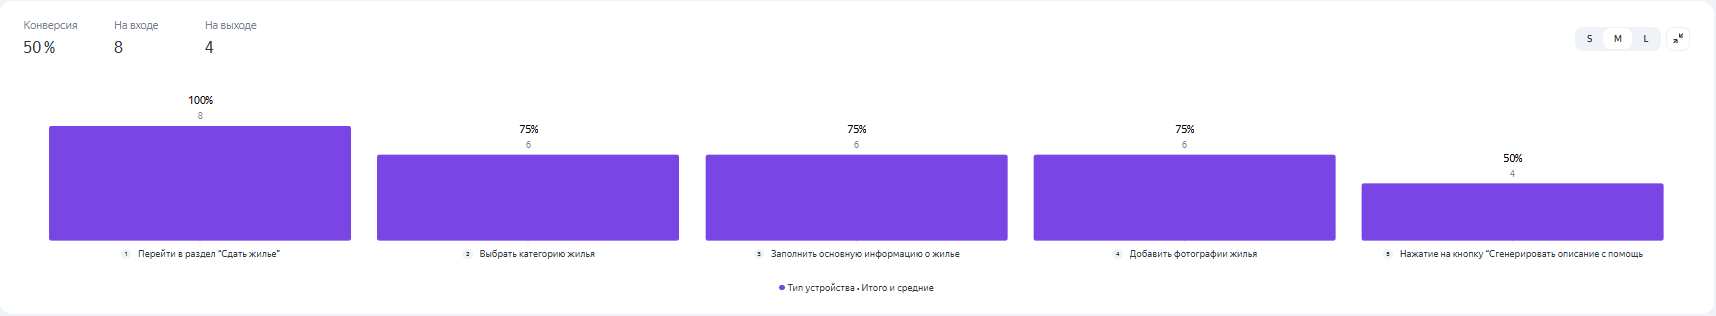 Конверсия На входе На выходе
50 % 8 4
S M L
100%
8
75%
6
75%
6
75%
6
50%
4
1 Перейти в раздел "Сдать жилье"
2 Выбрать категорию жилья
3 Заполнить основную информацию о жилье
4 Добавить фотографии жилья
5 Нажатие на кнопку "Сгенерировать описание с помощь
Тип устройства • Итого и средние